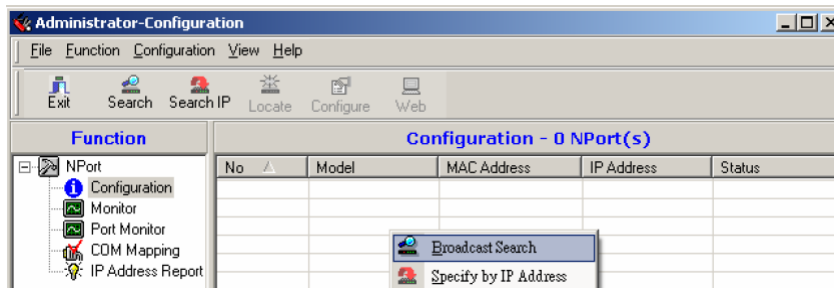 Administrator-Configuration
File Function Configuration View Help
Exit Search Search IP Locate Configure Web
Function
Configuration - 0 NPort(s)
No Model MAC Address IP Address Status
NPort
Configuration
Monitor
Port Monitor
COM Mapping
IP Address Report
Broadcast Search
Specify by IP Address